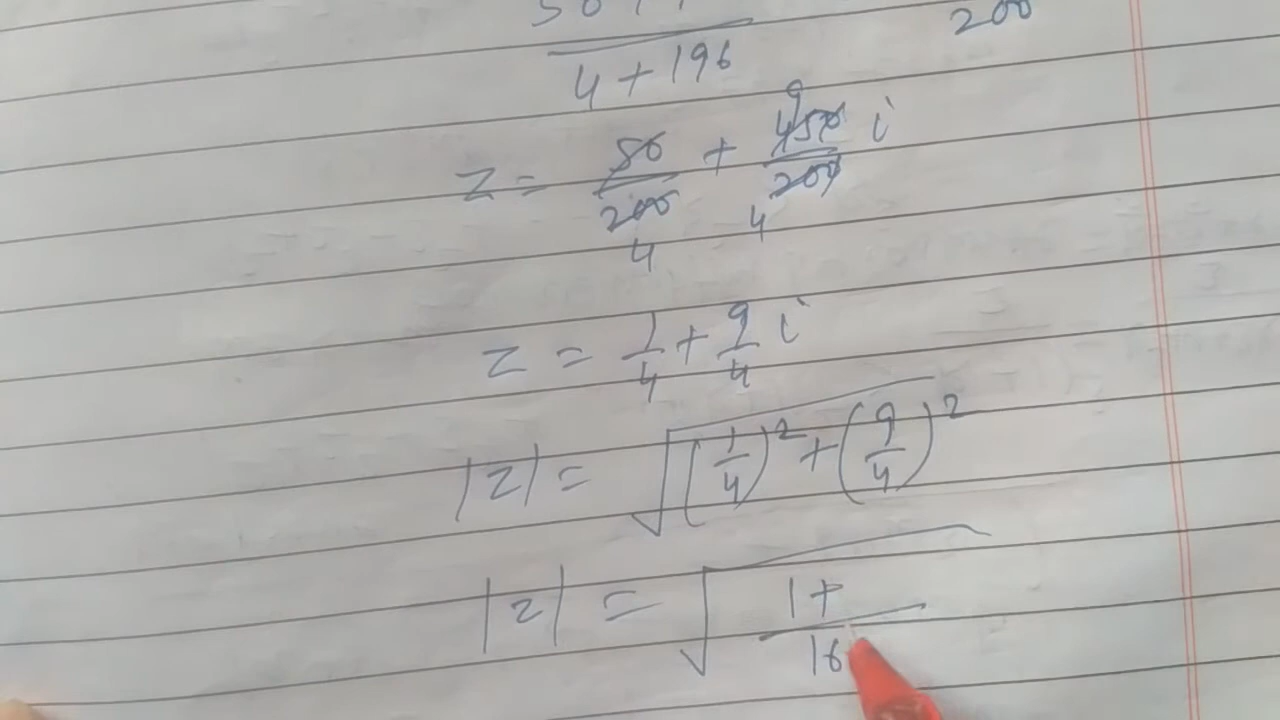 200
4 + 196
z = 50/200 + 450/200 i
9
4 4
z = 1/4 + 9/4 i
|z| = √((1/4)² + (9/4)²)
|z| = √(1+/16)